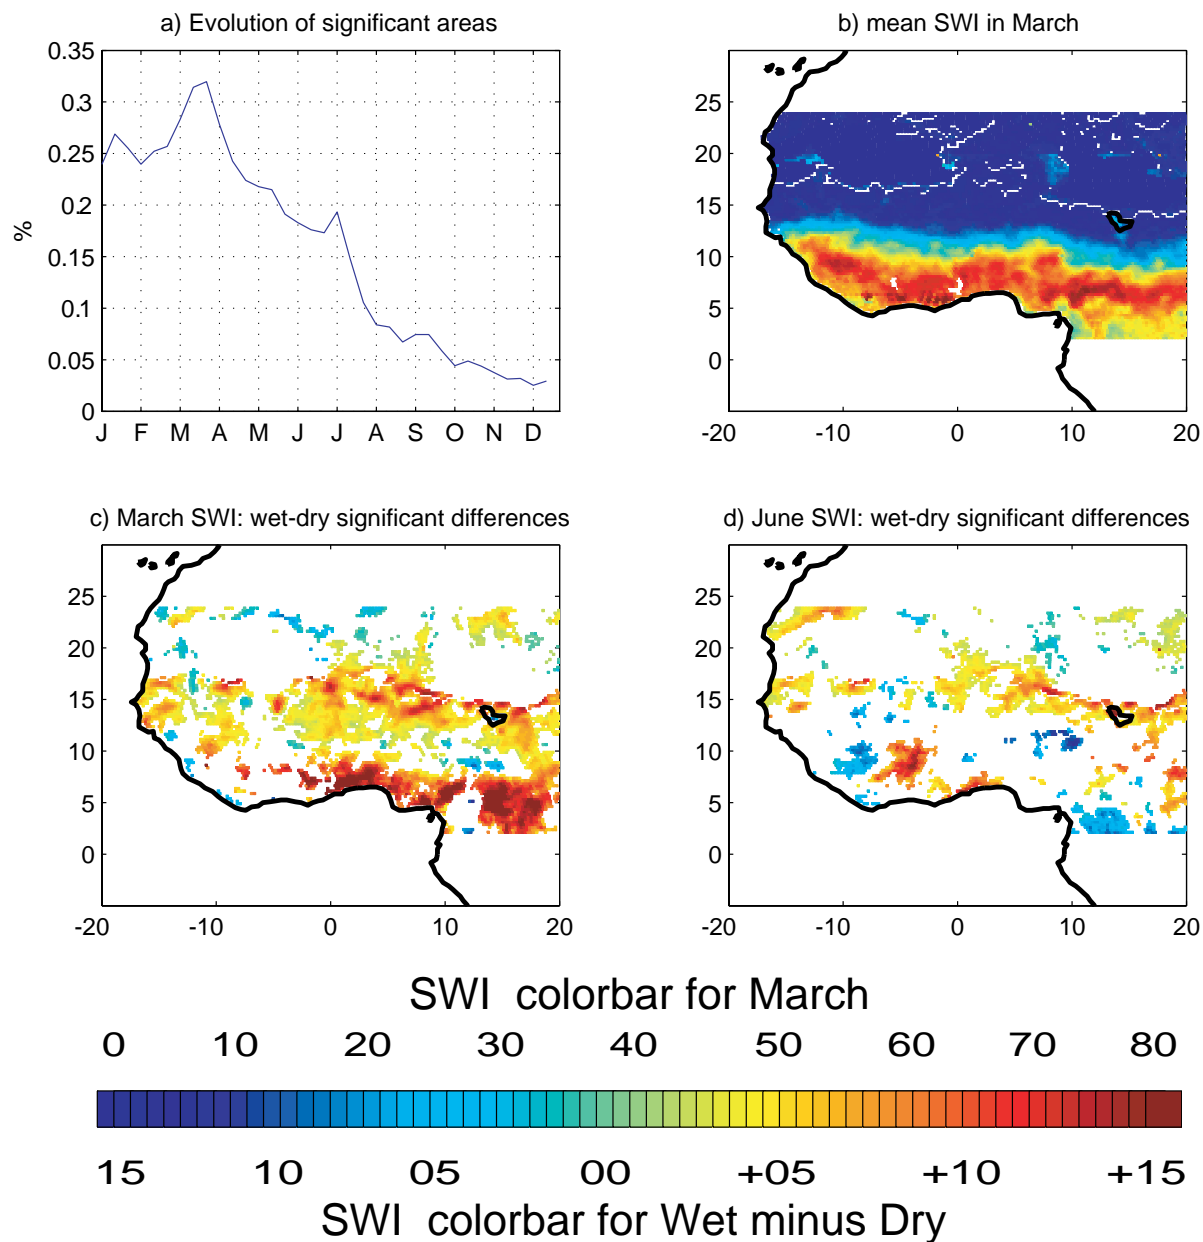 a) Evolution of significant areas
0.35
0.3
0.25
0.2
0.15
0.1
0.05
0
%
J F M A M J J A S O N D
b) mean SWI in March
25
20
15
10
5
0
-20 -10 0 10 20
c) March SWI: wet-dry significant differences
25
20
15
10
5
0
-20 -10 0 10 20
d) June SWI: wet-dry significant differences
25
20
15
10
5
0
-20 -10 0 10 20
SWI colorbar for March
0 10 20 30 40 50 60 70 80
15 10 05 00 +05 +10 +15
SWI colorbar for Wet minus Dry